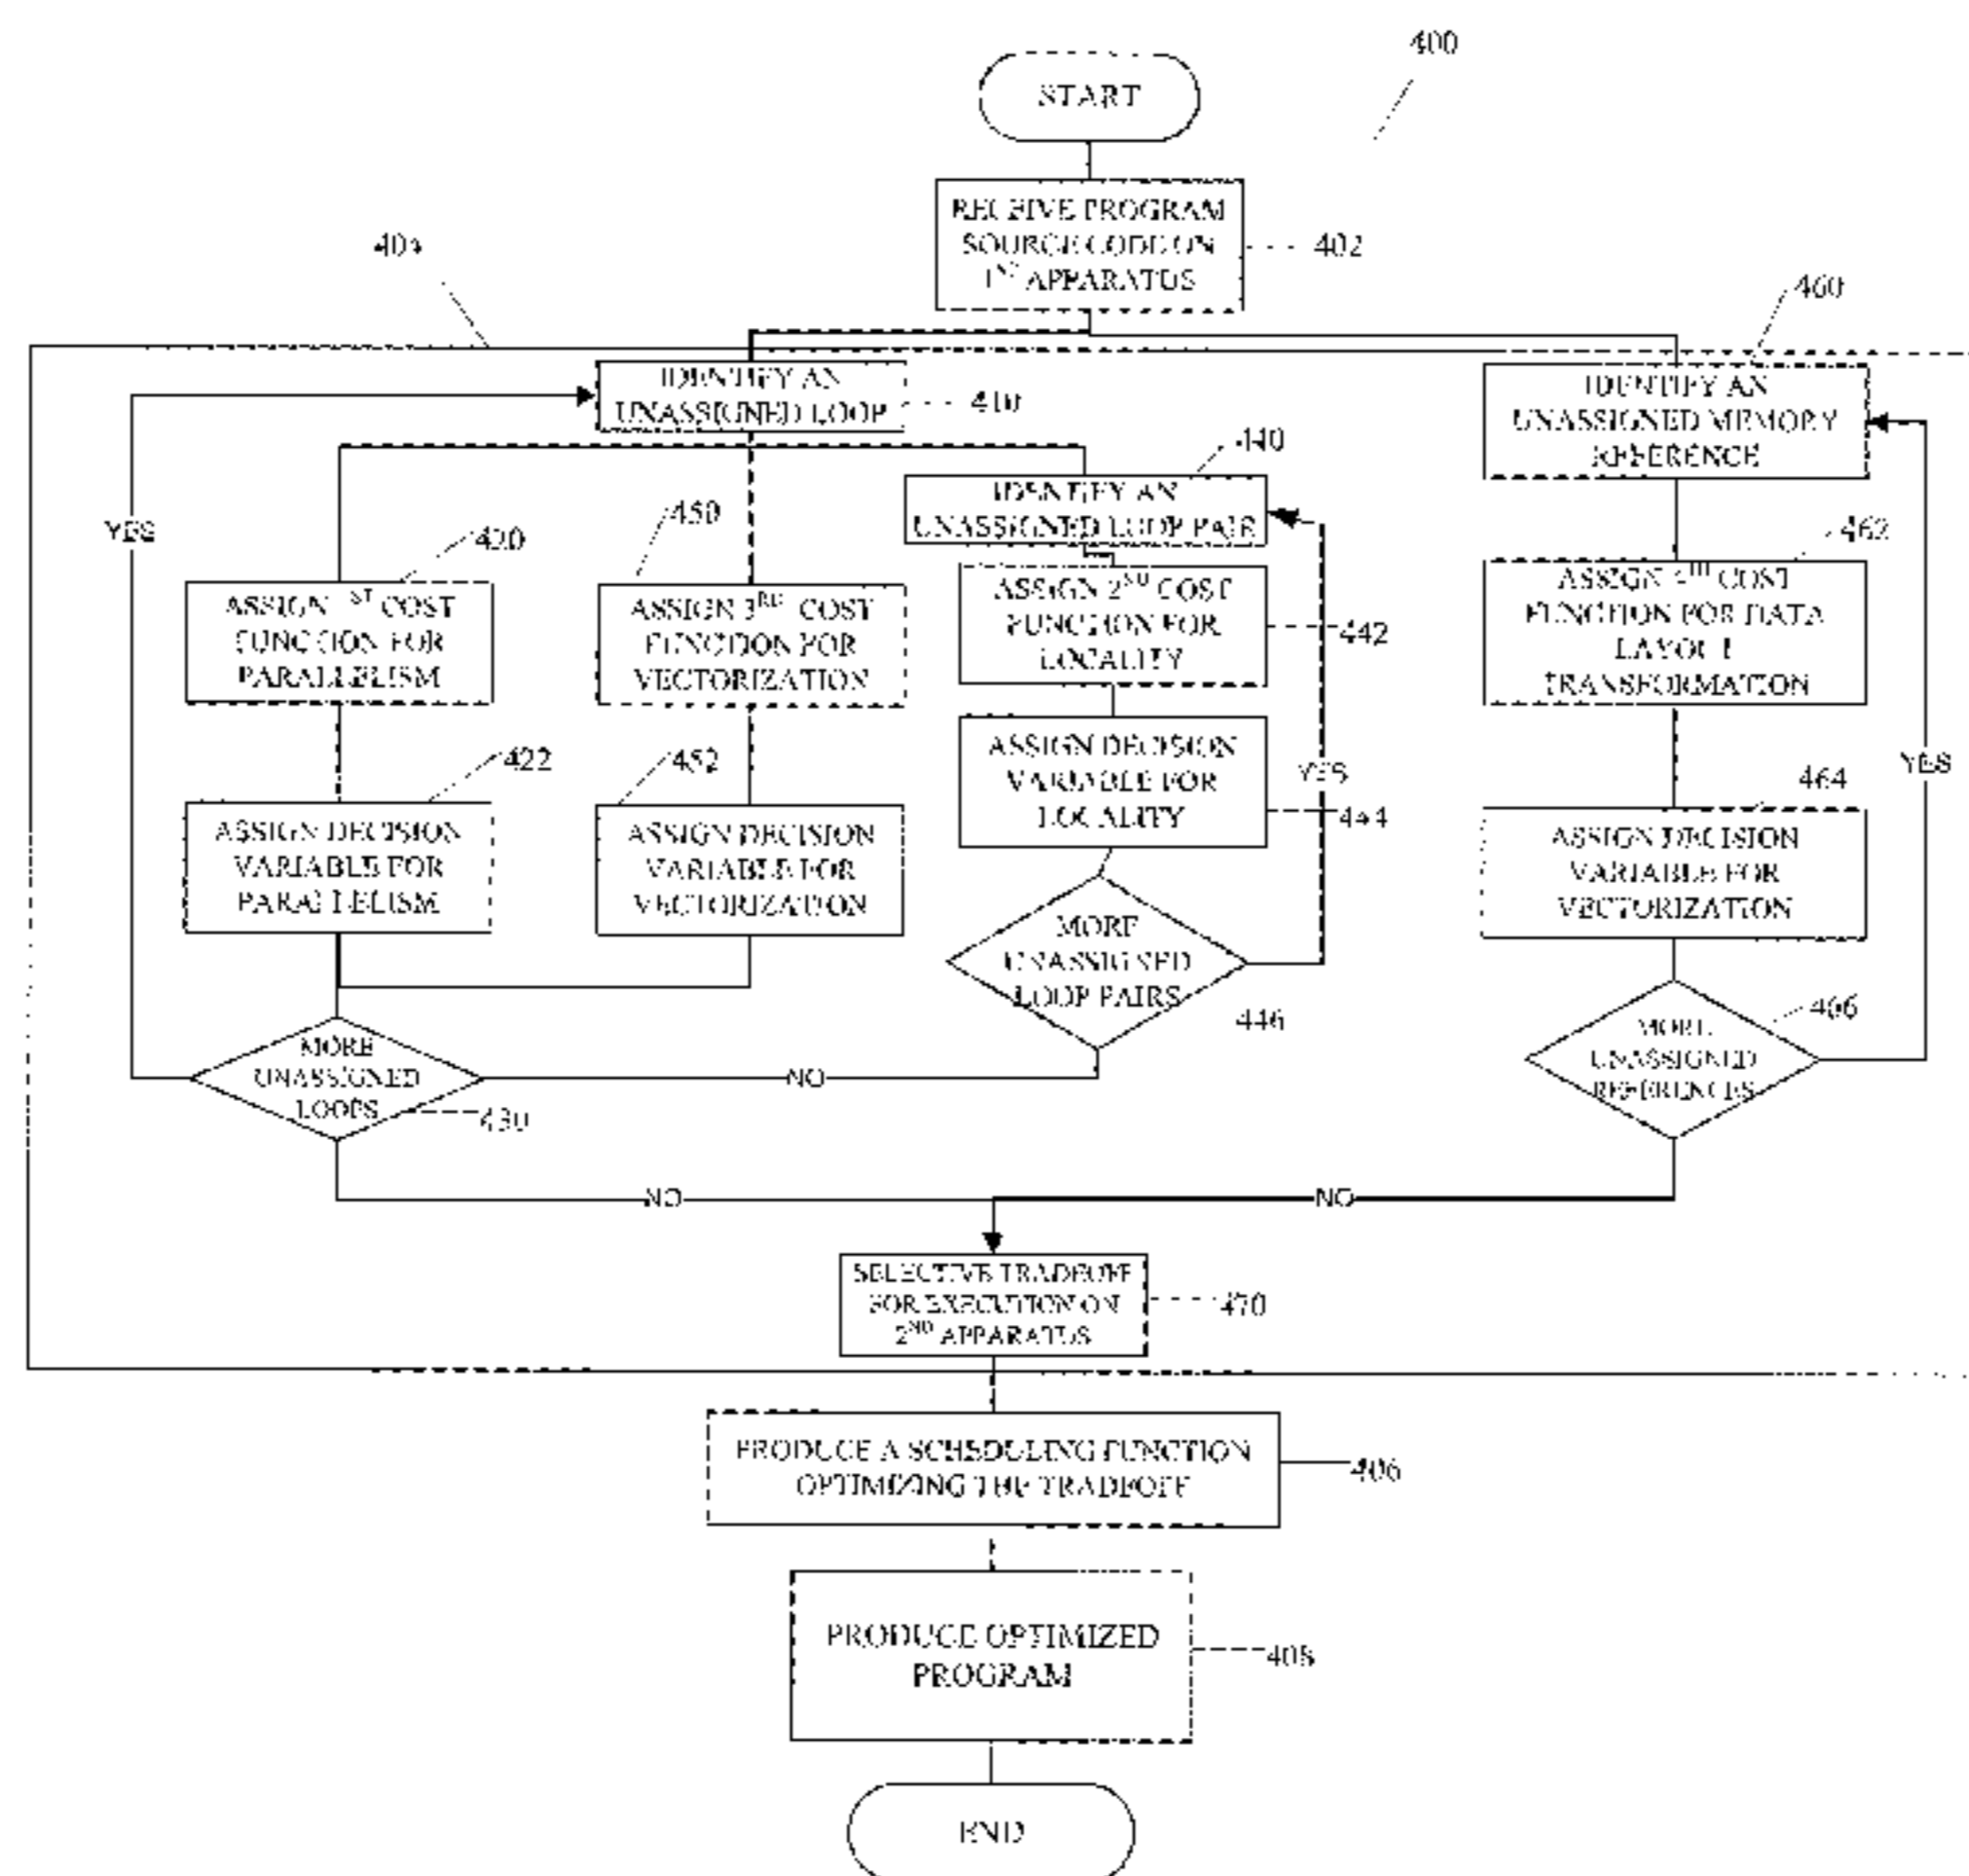 400
START
RECEIVE PROGRAM
SOURCE CODE ON
1ST APPARATUS
402
404
460
IDENTIFY AN
UNASSIGNED LOOP
410
IDENTIFY AN
UNASSIGNED MEMORY
REFERENCE
440
IDENTIFY AN
UNASSIGNED LOOP PAIR
YES
420
450
462
ASSIGN 1ST COST
FUNCTION FOR
PARALLELISM
ASSIGN 3RD COST
FUNCTION FOR
VECTORIZATION
ASSIGN 2ND COST
FUNCTION FOR
LOCALITY
442
ASSIGN 4TH COST
FUNCTION FOR DATA
LAYOUT
TRANSFORMATION
422
452
ASSIGN DECISION
VARIABLE FOR
LOCALITY
YES
444
464
YES
ASSIGN DECISION
VARIABLE FOR
PARALLELISM
ASSIGN DECISION
VARIABLE FOR
VECTORIZATION
ASSIGN DECISION
VARIABLE FOR
VECTORIZATION
MORE
UNASSIGNED
LOOP PAIRS
446
466
MORE
UNASSIGNED
REFERENCES
MORE
UNASSIGNED
LOOPS
NO
430
NO
NO
SELECTIVE TRADEOFF
FOR EXECUTION ON
2ND APPARATUS
470
PRODUCE A SCHEDULING FUNCTION
OPTIMIZING THE TRADEOFF
406
PRODUCE OPTIMIZED
PROGRAM
408
END